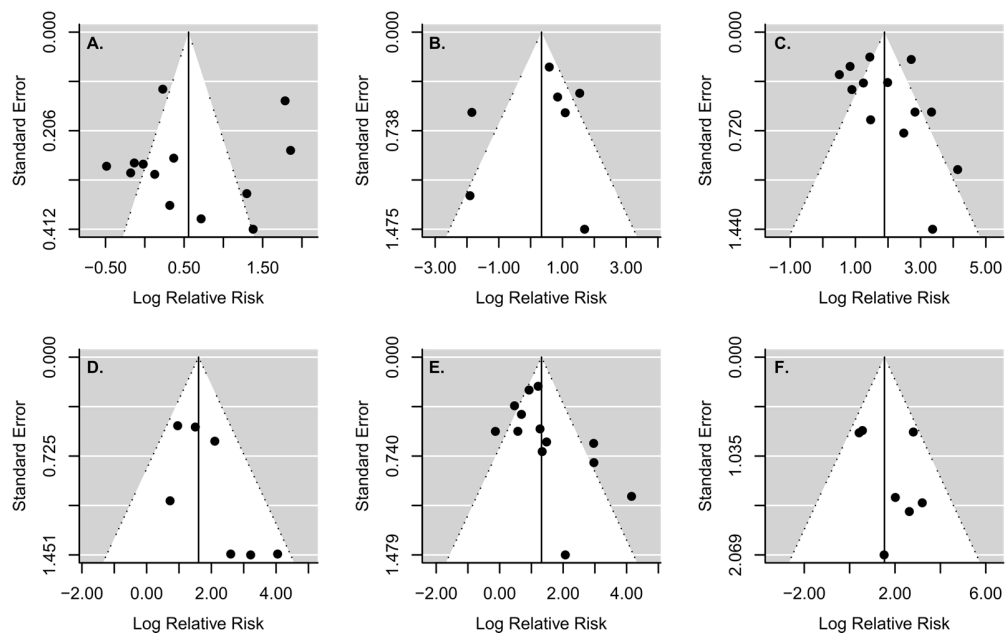 A.
Standard Error
0.000
0.206
0.412
−0.50
0.50
1.50
Log Relative Risk
B.
Standard Error
0.000
0.738
1.475
−3.00
−1.00
1.00
3.00
Log Relative Risk
C.
Standard Error
0.000
0.720
1.440
−1.00
1.00
3.00
5.00
Log Relative Risk
D.
Standard Error
0.000
0.725
1.451
−2.00
0.00
2.00
4.00
Log Relative Risk
E.
Standard Error
0.000
0.740
1.479
−2.00
0.00
2.00
4.00
Log Relative Risk
F.
Standard Error
0.000
1.035
2.069
−2.00
2.00
6.00
Log Relative Risk